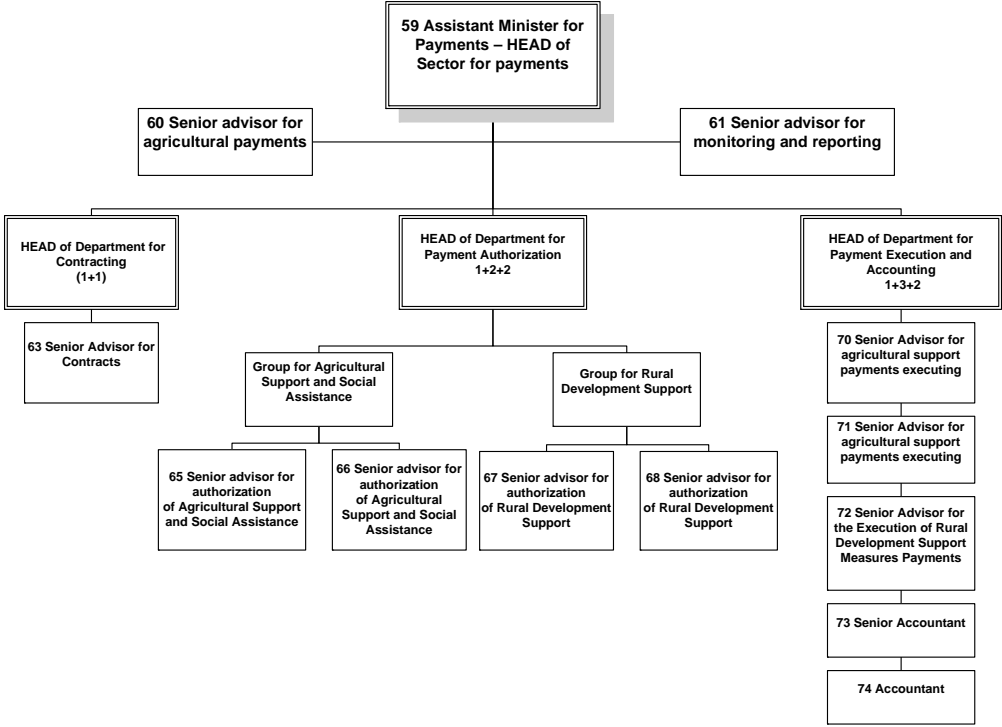 59 Assistant Minister for
Payments – HEAD of
Sector for payments
60 Senior advisor for
agricultural payments
61 Senior advisor for
monitoring and reporting
HEAD of Department for
Contracting
(1+1)
HEAD of Department for
Payment Authorization
1+2+2
HEAD of Department for
Payment Execution and
Accounting
1+3+2
63 Senior Advisor for
Contracts
Group for Agricultural
Support and Social
Assistance
Group for Rural
Development Support
65 Senior advisor for
authorization
of Agricultural Support
and Social Assistance
66 Senior advisor for
authorization
of Agricultural
Support and Social
Assistance
67 Senior advisor for
authorization
of Rural Development
Support
68 Senior advisor for
authorization
of Rural Development
Support
70 Senior Advisor for
agricultural support
payments executing
71 Senior Advisor for
agricultural support
payments executing
72 Senior Advisor for
the Execution of Rural
Development Support
Measures Payments
73 Senior Accountant
74 Accountant